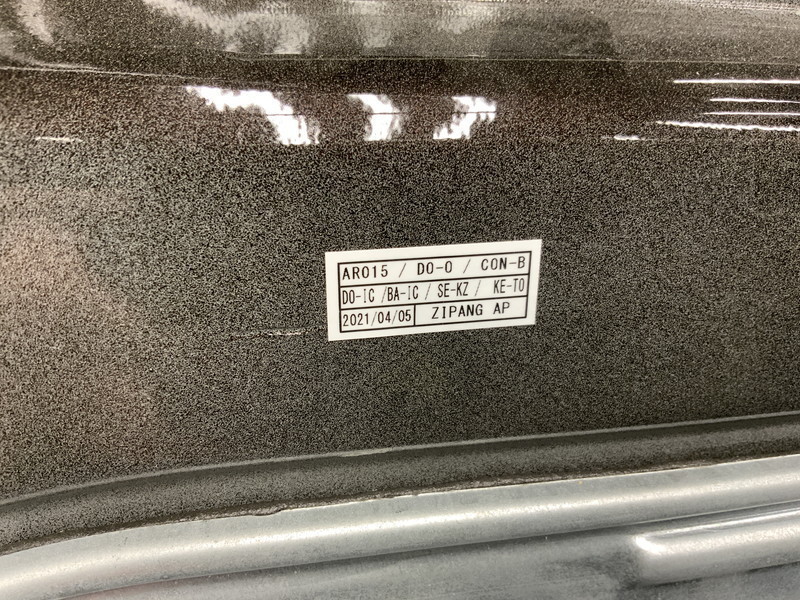 AR015 / DO-O / CON-B
DO-IC /BA-IC / SE-KZ / KE-TO
2021/04/05 ZIPANG AP